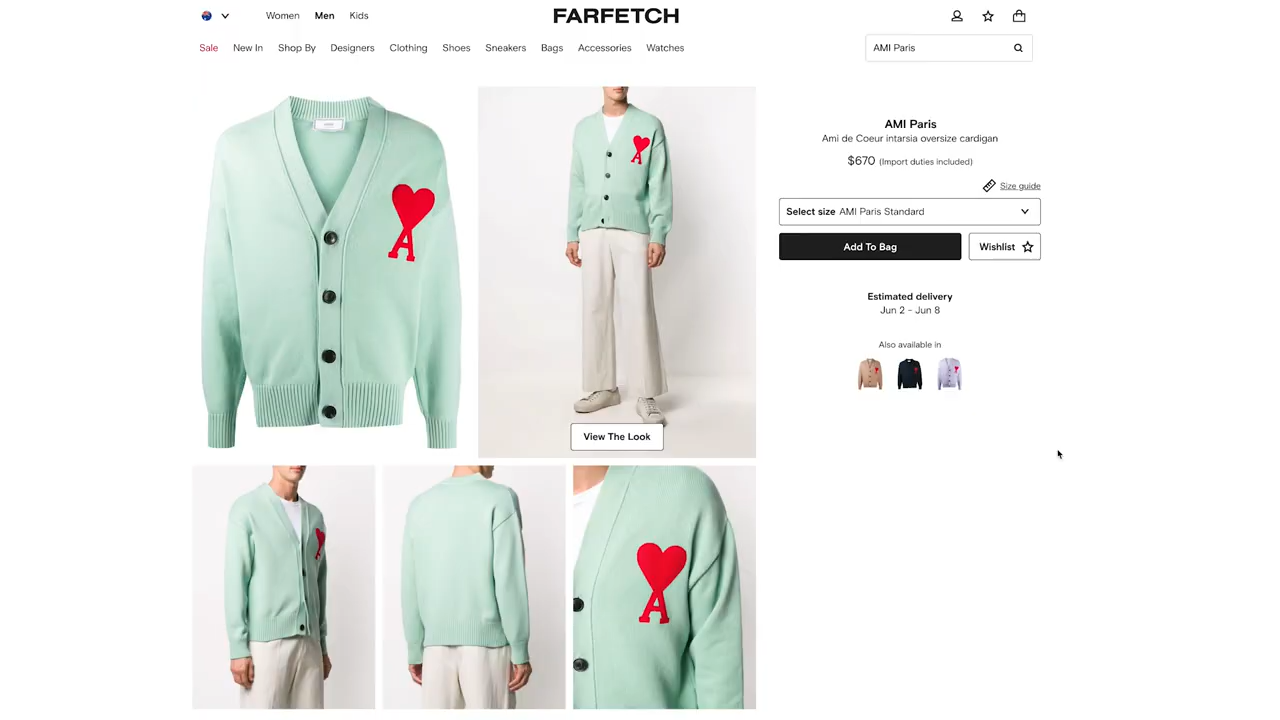 Women Men Kids
FARFETCH
Sale New In Shop By Designers Clothing Shoes Sneakers Bags Accessories Watches
AMI Paris
AMI Paris
Ami de Coeur intarsia oversize cardigan
$670 (Import duties included)
Size guide
Select size AMI Paris Standard
Add To Bag
Wishlist
Estimated delivery
Jun 2 - Jun 8
Also available in
View The Look